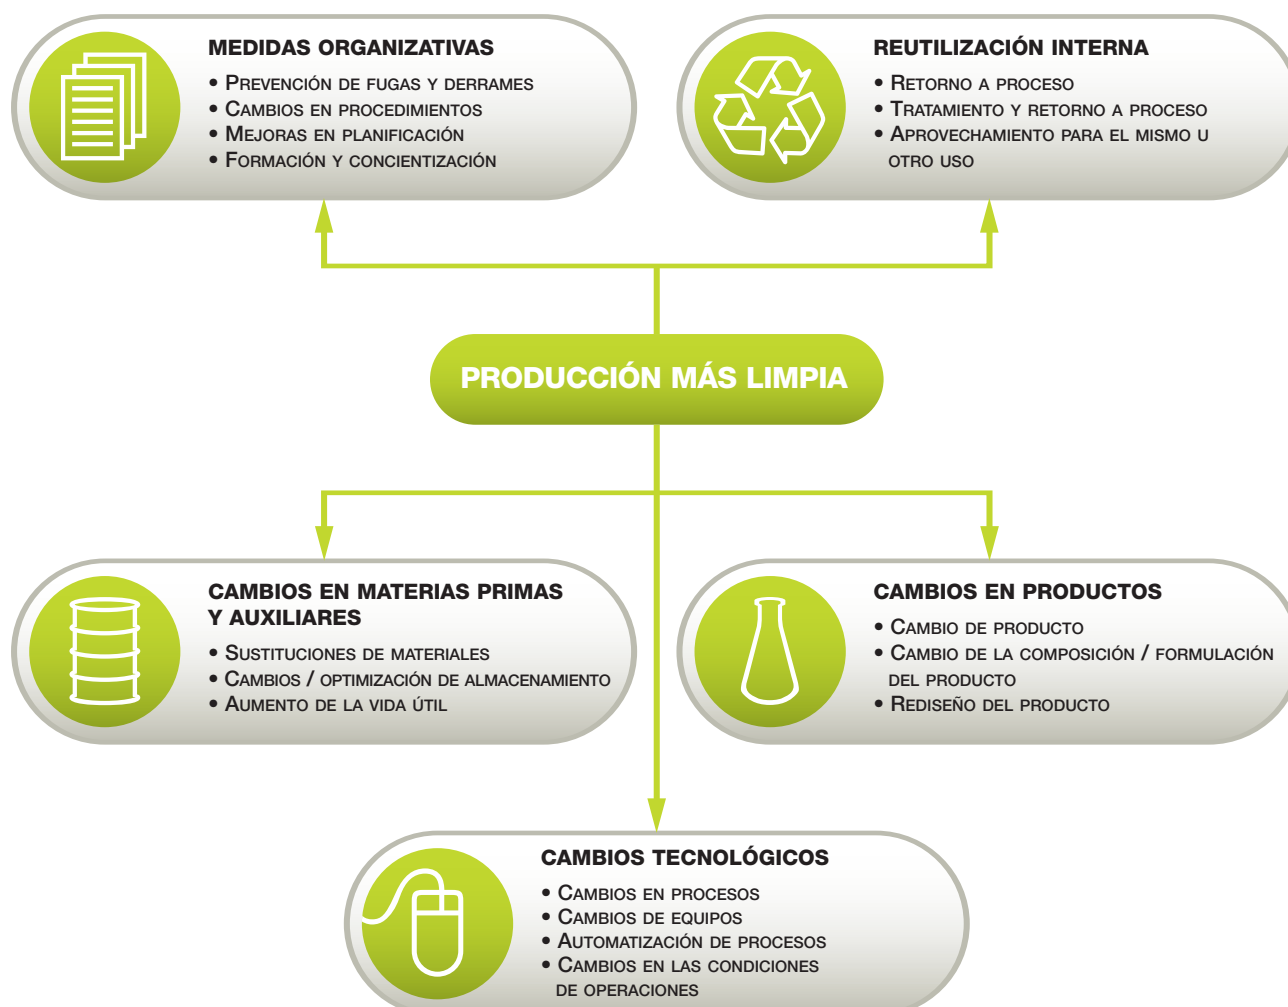 MEDIDAS ORGANIZATIVAS
• PREVENCIÓN DE FUGAS Y DERRAMES
• CAMBIOS EN PROCEDIMIENTOS
• MEJORAS EN PLANIFICACIÓN
• FORMACIÓN Y CONCIENTIZACIÓN
REUTILIZACIÓN INTERNA
• RETORNO A PROCESO
• TRATAMIENTO Y RETORNO A PROCESO
• APROVECHAMIENTO PARA EL MISMO U
OTRO USO
PRODUCCIÓN MÁS LIMPIA
CAMBIOS EN MATERIAS PRIMAS
Y AUXILIARES
• SUSTITUCIONES DE MATERIALES
• CAMBIOS / OPTIMIZACIÓN DE ALMACENAMIENTO
• AUMENTO DE LA VIDA ÚTIL
CAMBIOS EN PRODUCTOS
• CAMBIO DE PRODUCTO
• CAMBIO DE LA COMPOSICIÓN / FORMULACIÓN
DEL PRODUCTO
• REDISEÑO DEL PRODUCTO
CAMBIOS TECNOLÓGICOS
• CAMBIOS EN PROCESOS
• CAMBIOS DE EQUIPOS
• AUTOMATIZACIÓN DE PROCESOS
• CAMBIOS EN LAS CONDICIONES
DE OPERACIONES